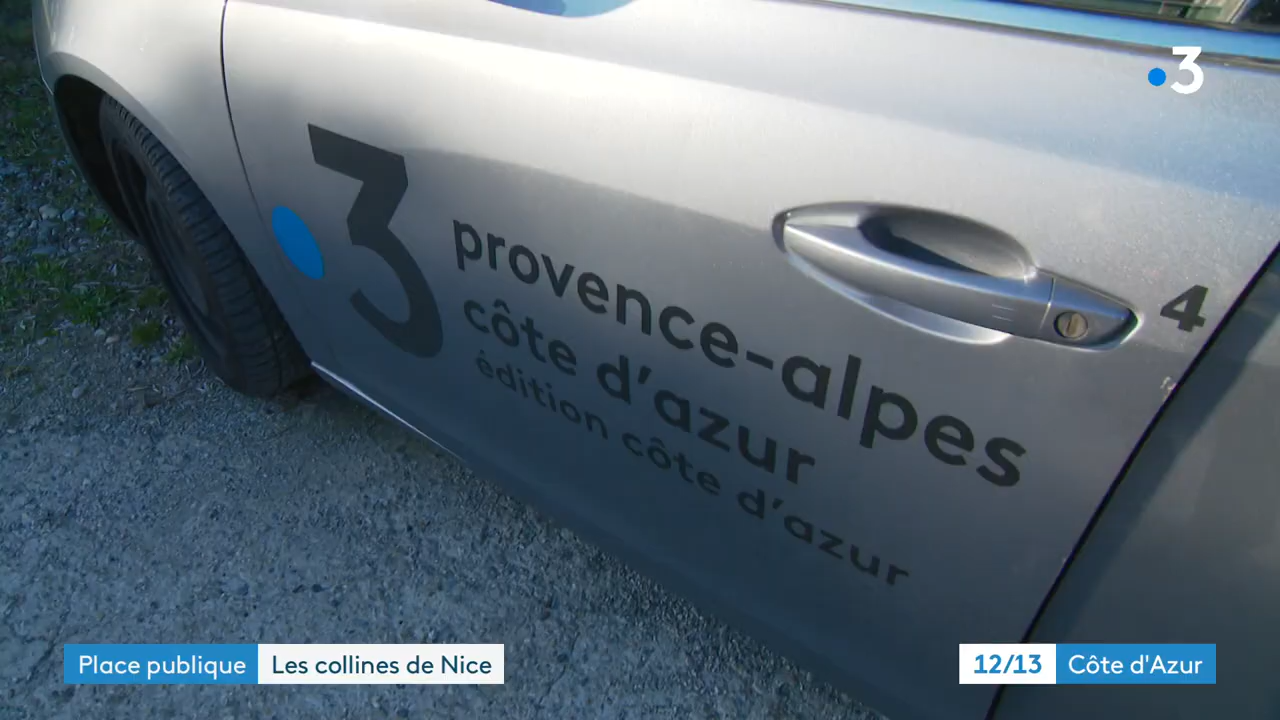 3
3
provence-alpes
côte d'azur
édition côte d'azur
4
Place publique
Les collines de Nice
12/13
Côte d'Azur